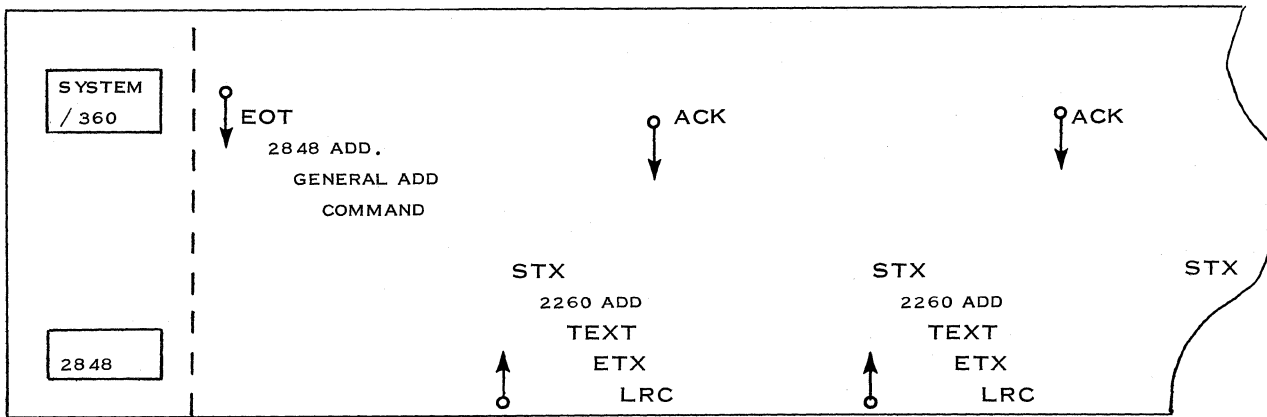 SYSTEM
/ 360
EOT
2848 ADD.
GENERAL ADD
COMMAND
ACK
ACK
STX
2260 ADD
TEXT
ETX
LRC
STX
2260 ADD
TEXT
ETX
LRC
STX
2848